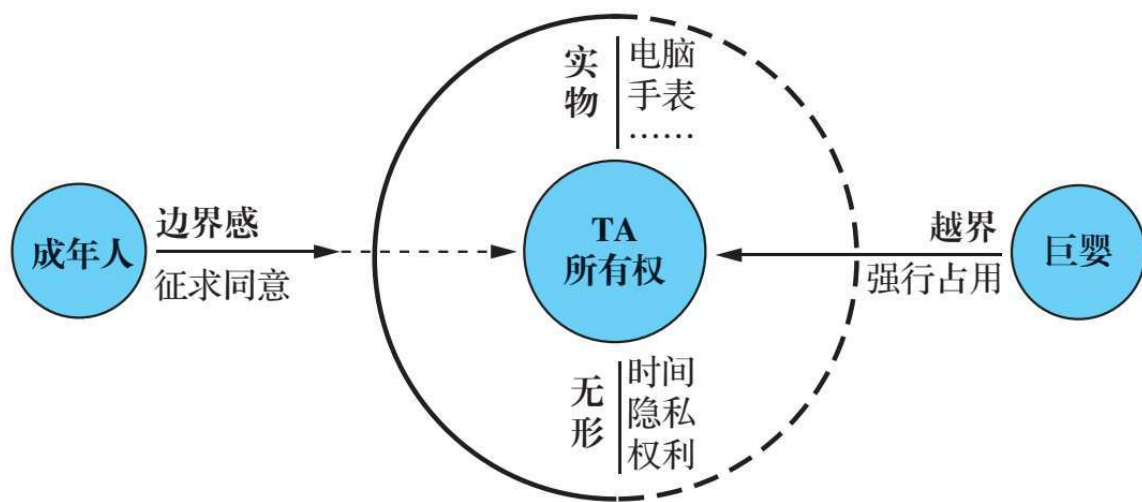 实物
电脑
手表
……
成年人
边界感
征求同意
TA
所有权
越界
强行占用
巨婴
无形
时间
隐私
权利